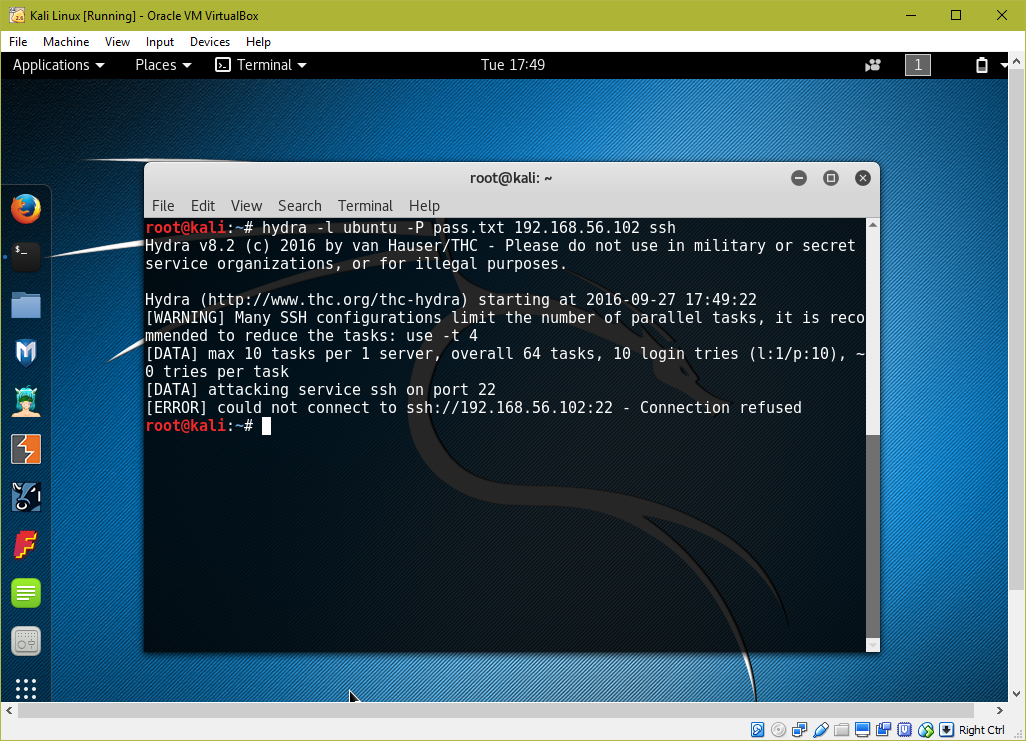 Kali Linux [Running] - Oracle VM VirtualBox
File Machine View Input Devices Help
Applications Places Terminal Tue 17:49 1
root@kali: ~
File Edit View Search Terminal Help
root@kali:~# hydra -l ubuntu -P pass.txt 192.168.56.102 ssh
Hydra v8.2 (c) 2016 by van Hauser/THC - Please do not use in military or secret
service organizations, or for illegal purposes.
Hydra (http://www.thc.org/thc-hydra) starting at 2016-09-27 17:49:22
[WARNING] Many SSH configurations limit the number of parallel tasks, it is reco
mmended to reduce the tasks: use -t 4
[DATA] max 10 tasks per 1 server, overall 64 tasks, 10 login tries (l:1/p:10), ~
0 tries per task
[DATA] attacking service ssh on port 22
[ERROR] could not connect to ssh://192.168.56.102:22 - Connection refused
root@kali:~#
Right Ctrl